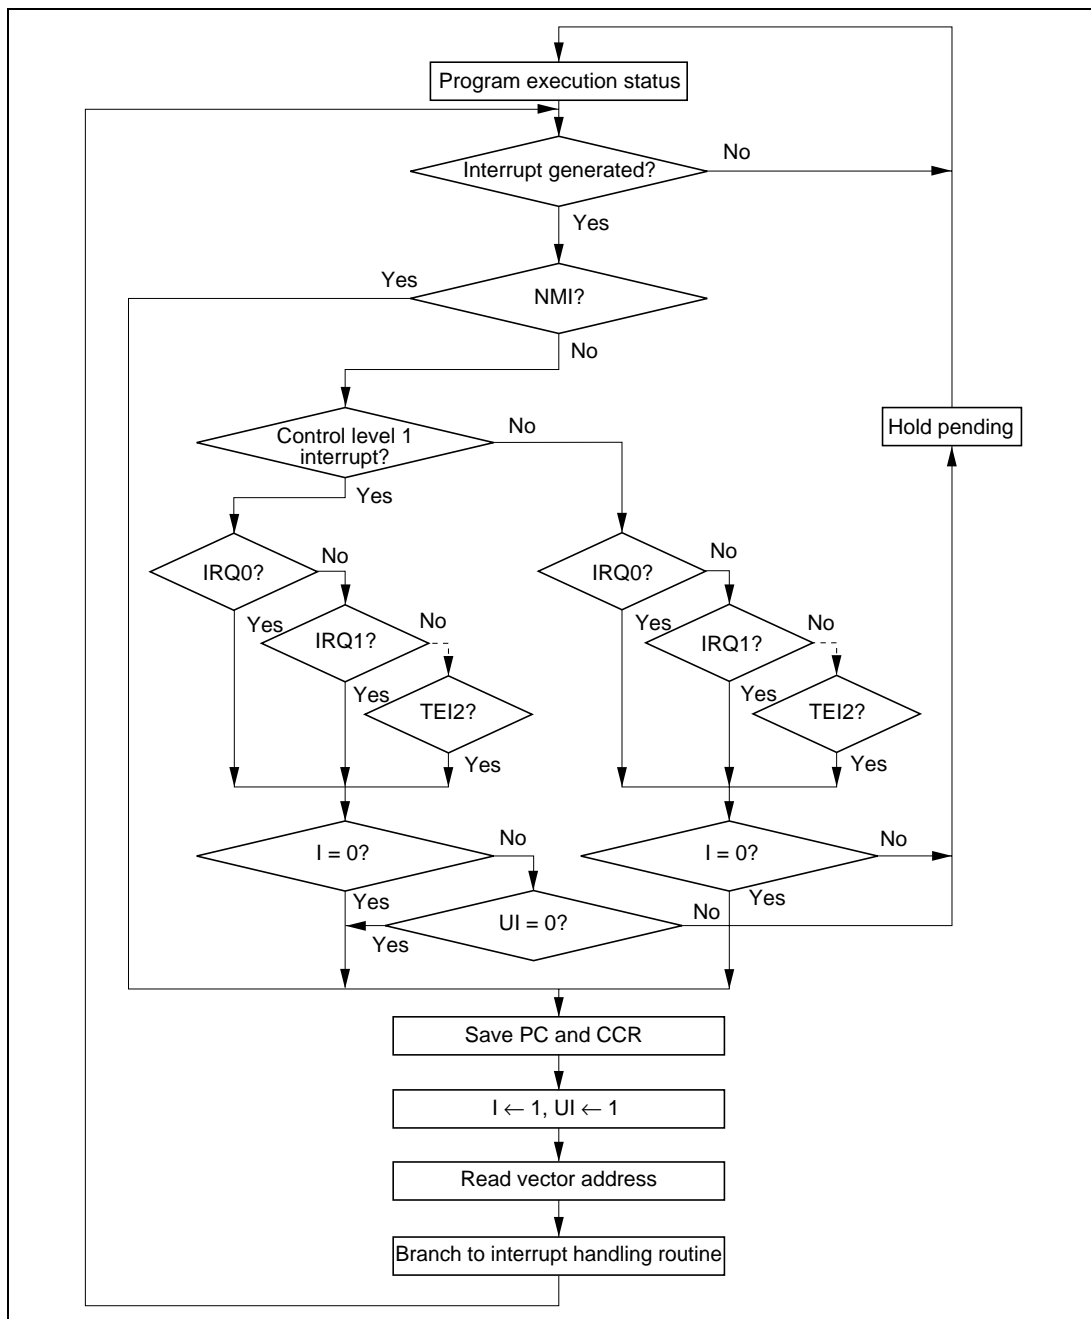 Program execution status
Interrupt generated?
No
Yes
Yes
NMI?
No
Hold pending
Control level 1
interrupt?
No
Yes
IRQ0?
No
Yes
IRQ1?
No
Yes
TEI2?
Yes
IRQ0?
No
Yes
IRQ1?
No
Yes
TEI2?
Yes
I = 0?
No
Yes
UI = 0?
No
Yes
I = 0?
No
Yes
Save PC and CCR
I ← 1, UI ← 1
Read vector address
Branch to interrupt handling routine